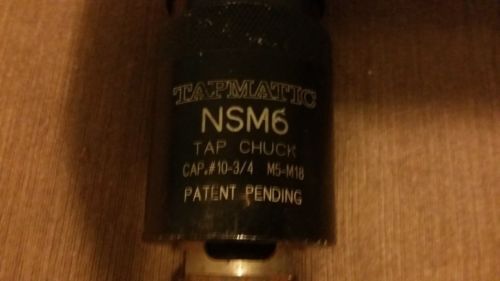 TAPMATIC
NSM6
TAP CHUCK
CAP.#10-3/4 M5-M18
PATENT PENDING